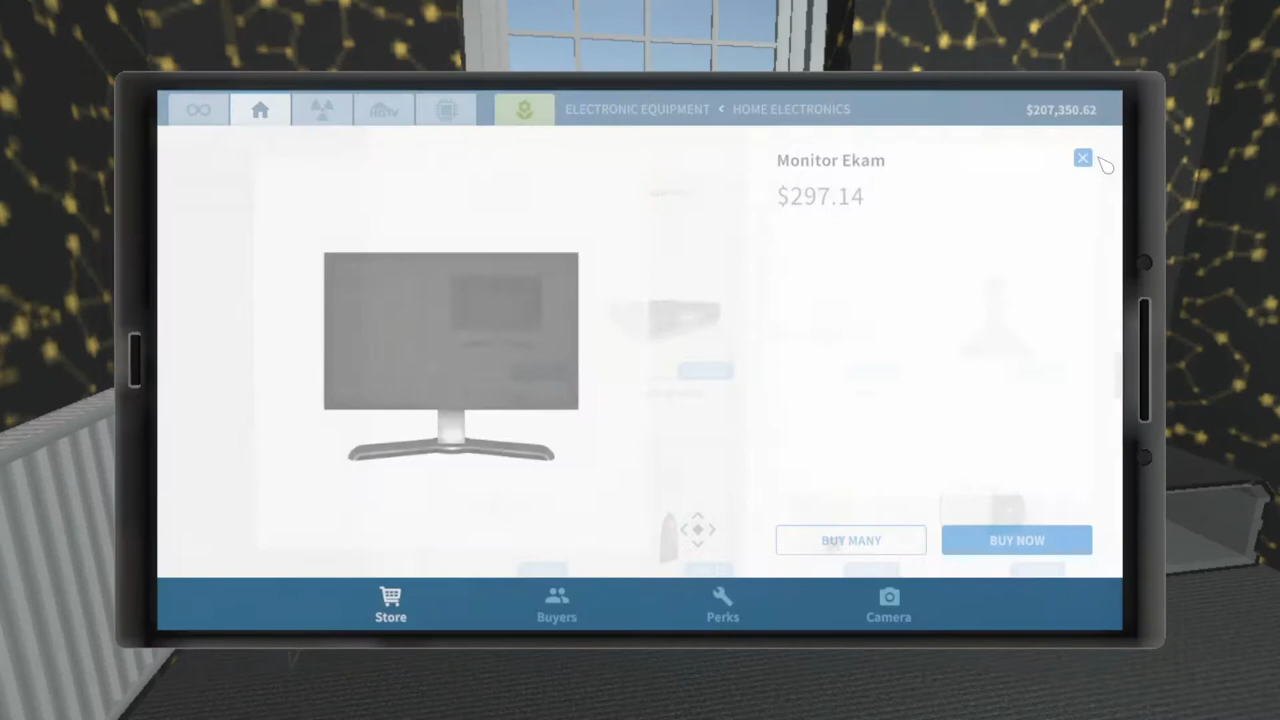 HGTV
ELECTRONIC EQUIPMENT < HOME ELECTRONICS
$207,350.62
Monitor Ekam
$297.14
BUY MANY
BUY NOW
Store
Buyers
Perks
Camera